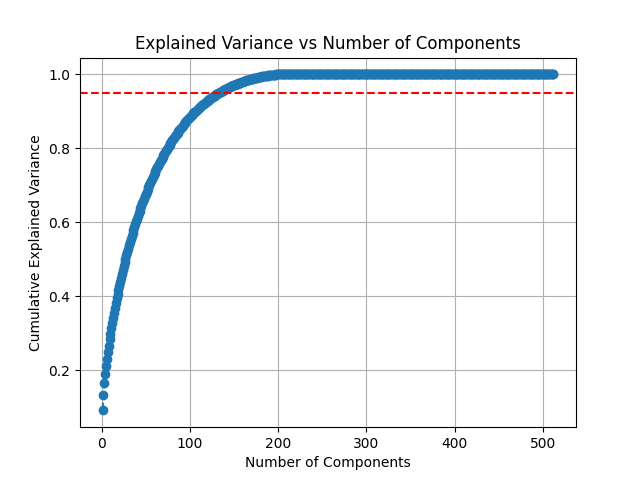 Explained Variance vs Number of Components
1.0
0.8
0.6
0.4
0.2
Cumulative Explained Variance
0 100 200 300 400 500
Number of Components